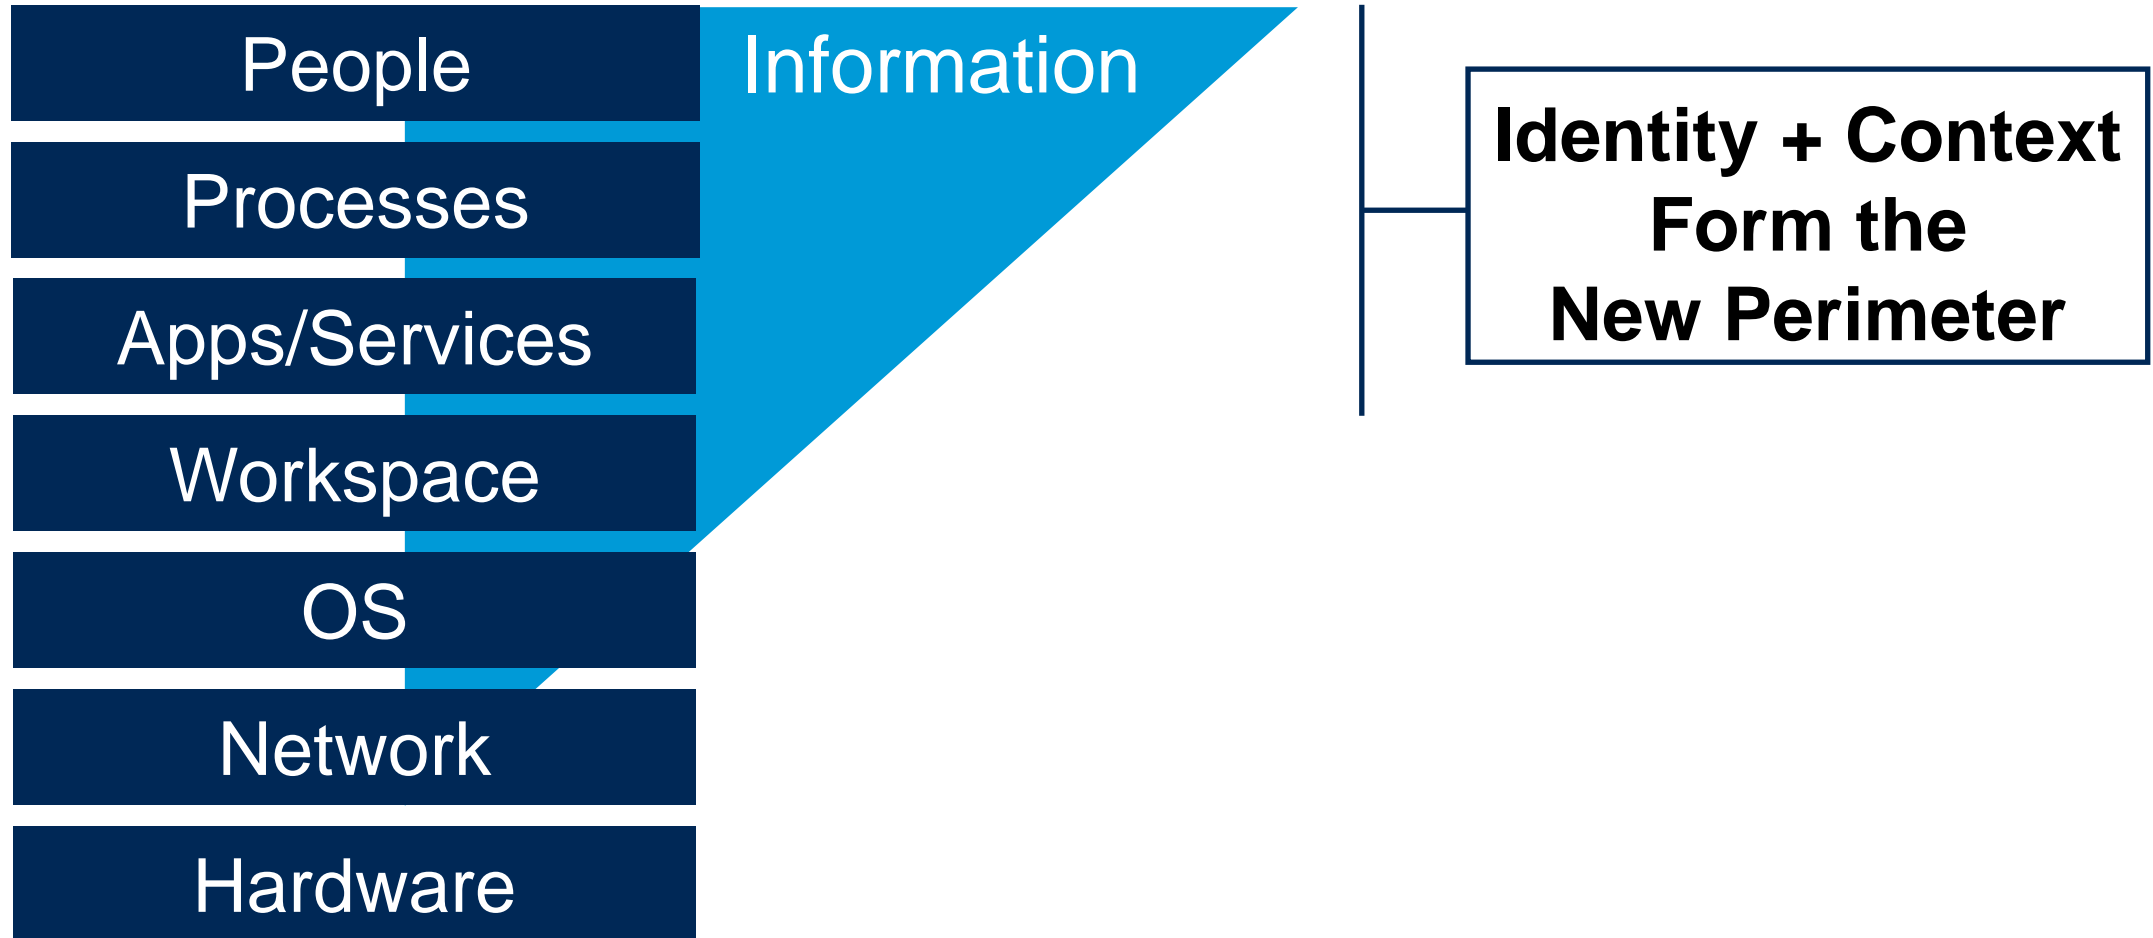 People
Information
Processes
Apps/Services
Workspace
OS
Network
Hardware
Identity + Context
Form the
New Perimeter